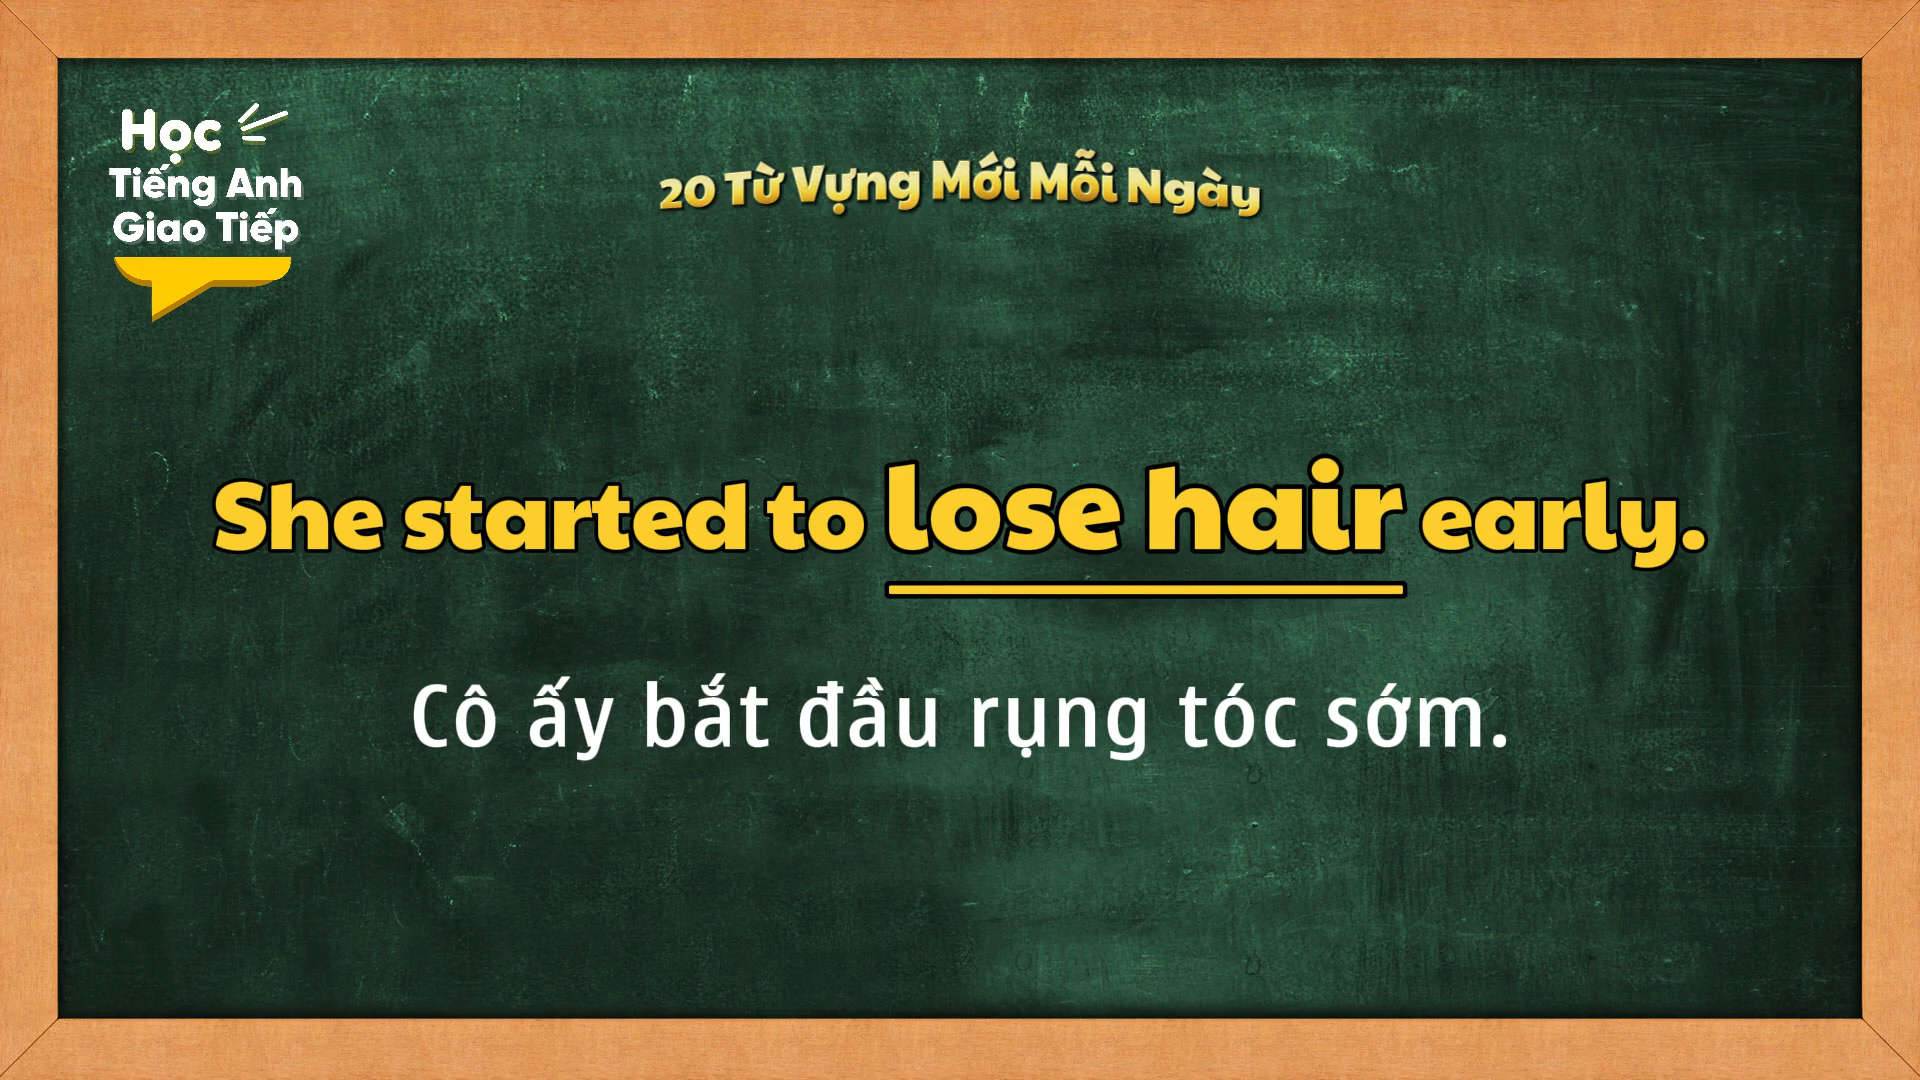 Học
Tiếng Anh
Giao Tiếp
20 Từ Vựng Mới Mỗi Ngày
She started to lose hair early.
Cô ấy bắt đầu rụng tóc sớm.